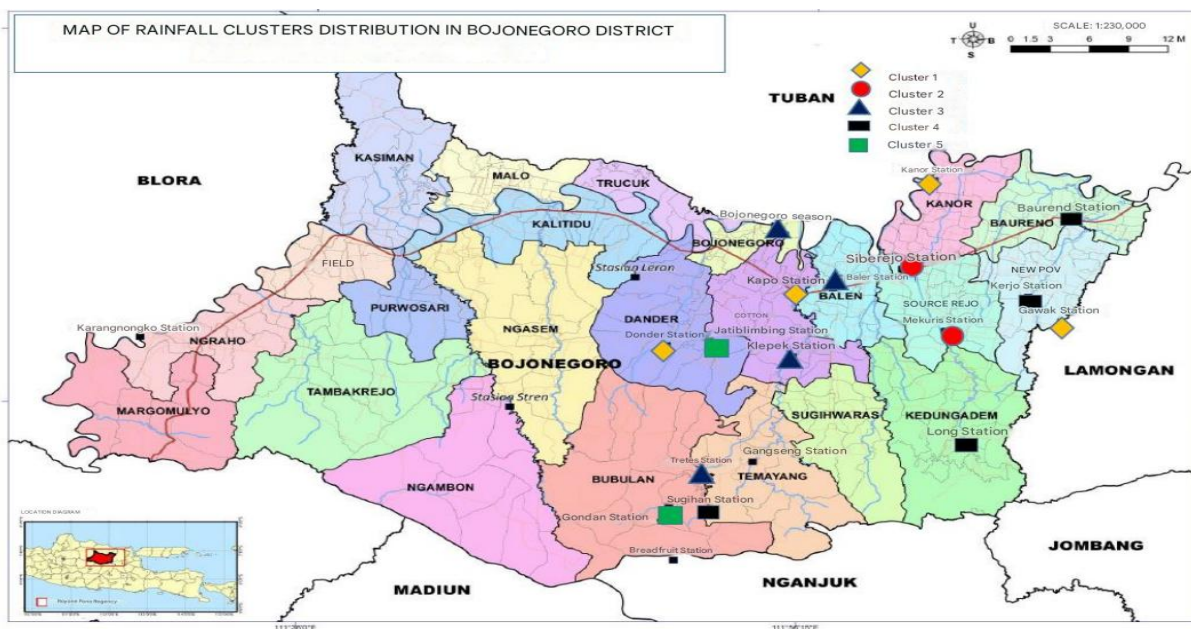 MAP OF RAINFALL CLUSTERS DISTRIBUTION IN BOJONEGORO DISTRICT
U
T B
S
SCALE: 1:230,000
0 1.5 3 6 9 12 M
Cluster 1
Cluster 2
Cluster 3
Cluster 4
Cluster 5
TUBAN
BLORA
KASIMAN
MALO
TRUCUK
KALITIDU
Kanor Station
KANOR
Baurend Station
BAURENO
Bojonegoro season
BOJONEGORO
FIELD
Stasian Leran
Siberejo Station
NEW POV
Kapo Station
Baler Station
BALEN
Kerjo Station
PURWOSARI
NGASEM
DANDER
COTTON
SOURCE REJO
Gawak Station
Karangnongko Station
NGRAHO
Donder Station
Jatiblimbing Station
Mekuris Station
Klepek Station
BOJONEGORO
LAMONGAN
MARGOMULYO
TAMBAKREJO
Stasion Stren
SUGIHWARAS
KEDUNGADEM
Long Station
NGAMBON
BUBULAN
Tretes Station
Gangseng Station
TEMAYANG
Sugihan Station
Gondan Station
Breadfruit Station
LOCATION DIAGRAM
MADIUN
NGANJUK
JOMBANG